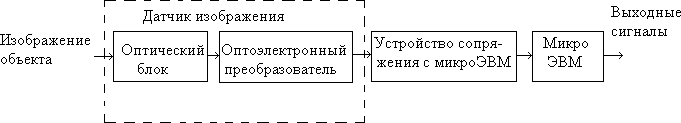 Датчик изображения
Выходные
сигналы
Изображение
объекта
Оптический
блок
Оптоэлектронный
преобразователь
Устройство сопря-
жения с микроЭВМ
Микро
ЭВМ